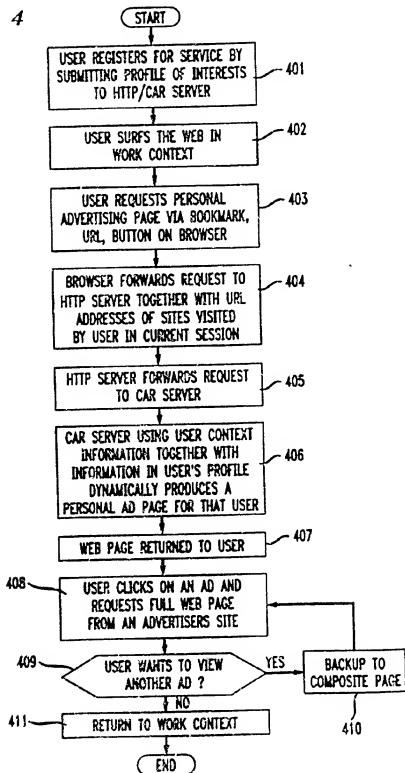 4
START
USER REGISTERS FOR SERVICE BY
SUBMITTING PROFILE OF INTERESTS
TO HTTP/CAR SERVER
401
USER SURFS THE WEB IN
WORK CONTEXT
402
USER REQUESTS PERSONAL
ADVERTISING PAGE VIA BOOKMARK,
URL, BUTTON ON BROWSER
403
BROWSER FORWARDS REQUEST TO
HTTP SERVER TOGETHER WITH URL
ADDRESSES OF SITES VISITED
BY USER IN CURRENT SESSION
404
HTTP SERVER FORWARDS REQUEST
TO CAR SERVER
405
CAR SERVER USING USER CONTEXT
INFORMATION TOGETHER WITH
INFORMATION IN USER'S PROFILE
DYNAMICALLY PRODUCES A
PERSONAL AD PAGE FOR THAT USER
406
WEB PAGE RETURNED TO USER
407
408
USER CLICKS ON AN AD AND
REQUESTS FULL WEB PAGE
FROM AN ADVERTISERS SITE
409
USER WANTS TO VIEW
ANOTHER AD ?
YES
BACKUP TO
COMPOSITE PAGE
410
NO
411
RETURN TO WORK CONTEXT
END